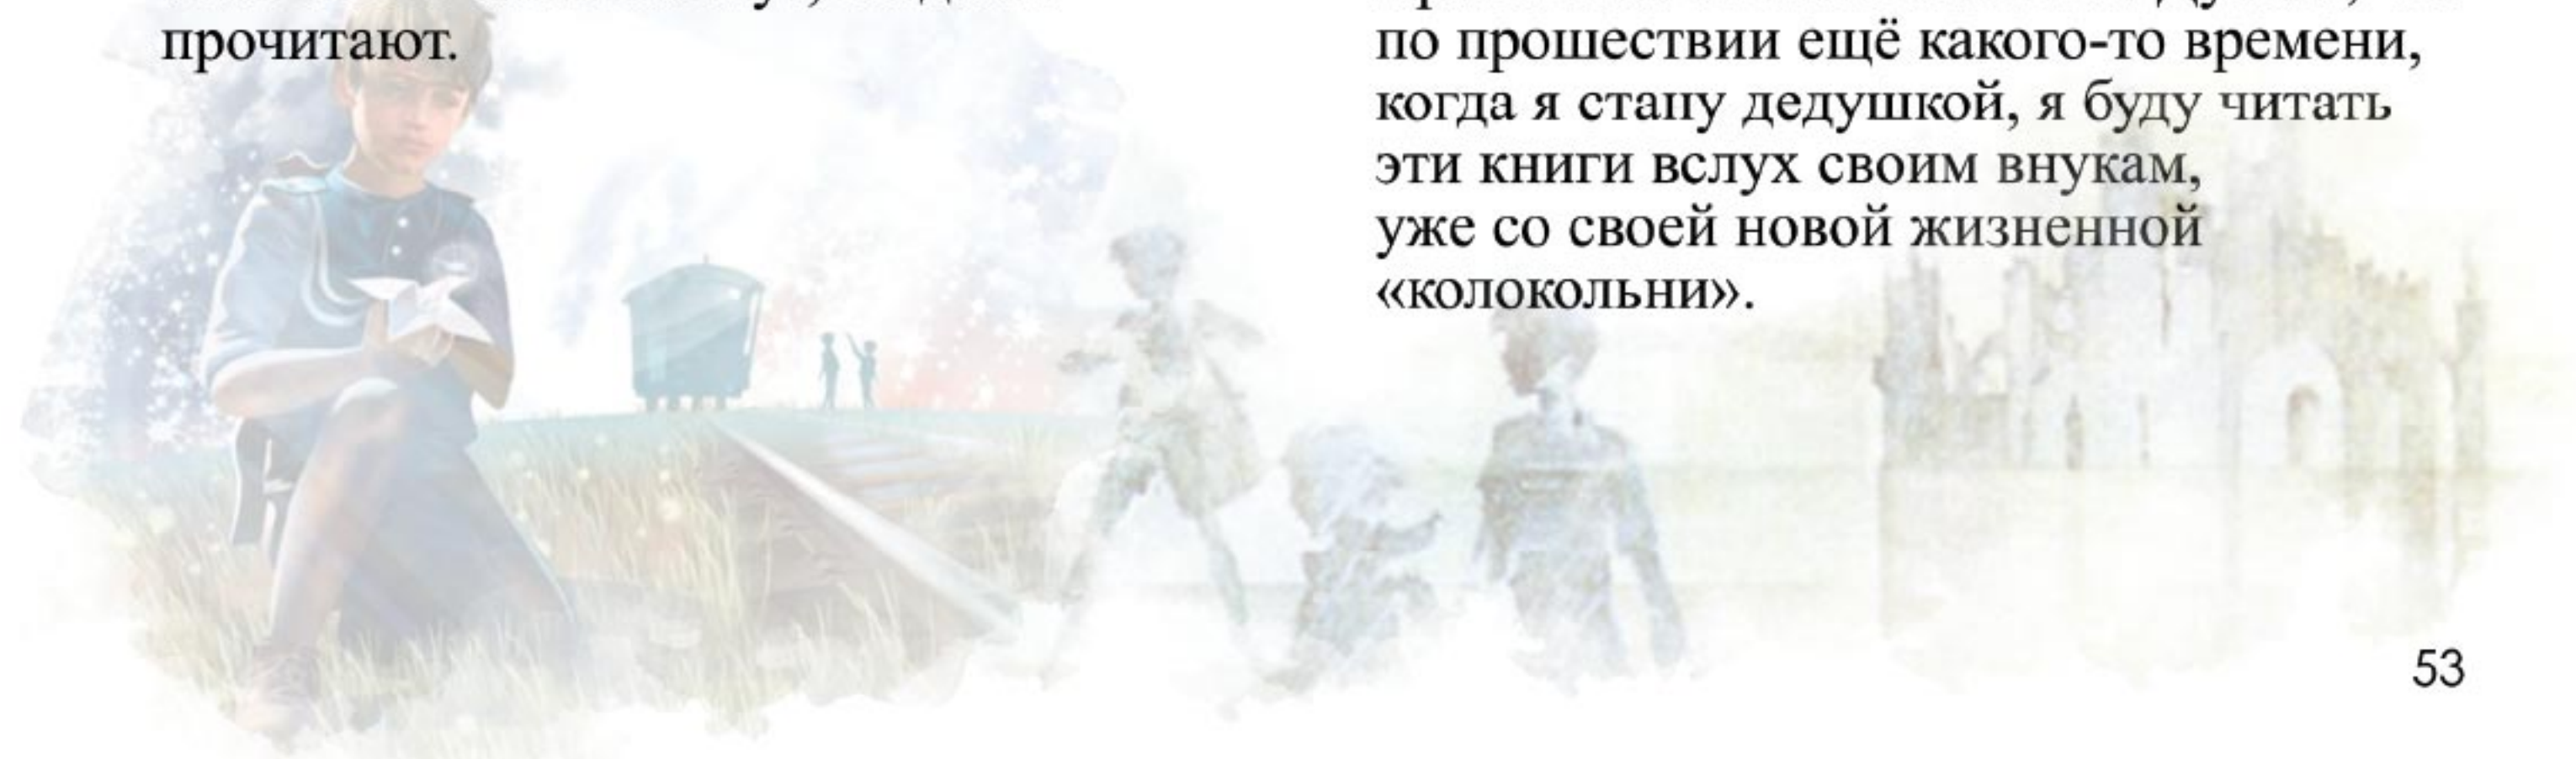 прочитают.
по прошествии ещё какого-то времени,
когда я стапу дедушкой, я буду читать
эти книги вслух своим внукам,
уже со своей новой жизненной
«колокольни».
53